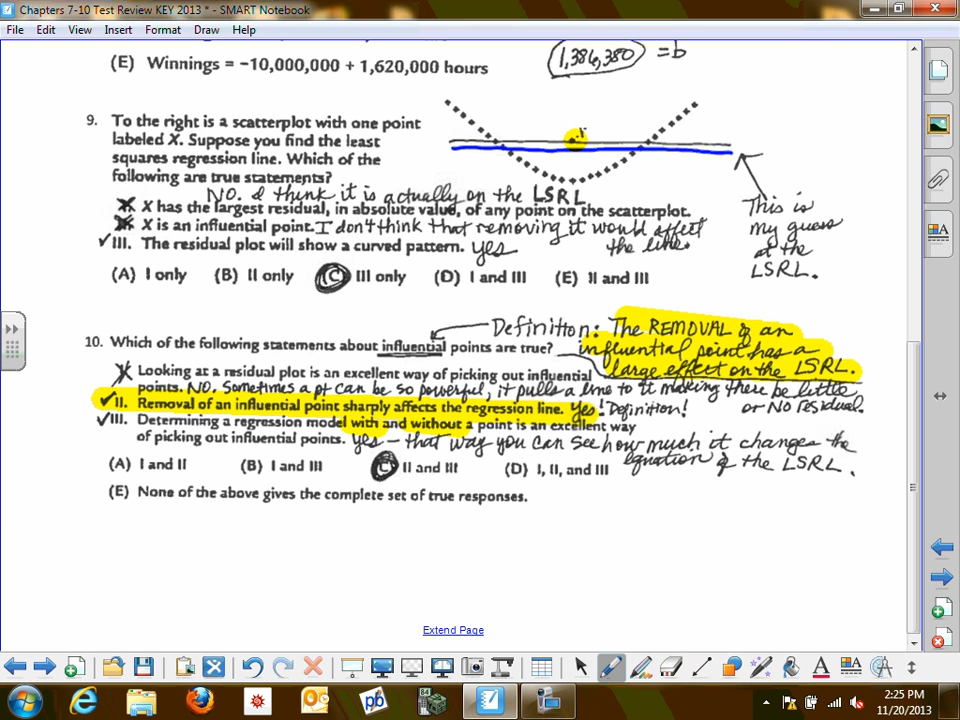 Chapters 7-10 Test Review KEY 2013 * - SMART Notebook
File Edit View Insert Format Draw Help
(E) Winnings = −10,000,000 + 1,620,000 hours
1,386,380 = b
9. To the right is a scatterplot with one point
labeled X. Suppose you find the least
squares regression line. Which of the
following are true statements?
NO. I think it is actually on the LSRL
X has the largest residual, in absolute value, of any point on the scatterplot.
X is an influential point. I don't think that removing it would affect
the line.
✓III. The residual plot will show a curved pattern. yes
This is
my guess
at the
LSRL.
(A) I only (B) II only (C) III only (D) I and III (E) II and III
Definition: The REMOVAL of an
influential point has a
large effect on the LSRL.
10. Which of the following statements about influential points are true?
Looking at a residual plot is an excellent way of picking out influential
points. NO. Sometimes a pt can be so powerful, it pulls a line to it making there be little
or NO residual.
✓II. Removal of an influential point sharply affects the regression line. yes! Definition!
✓III. Determining a regression model with and without a point is an excellent way
of picking out influential points. yes – that way you can see how much it changes the
equation of the LSRL.
(A) I and II (B) I and III (C) II and III (D) I, II, and III
(E) None of the above gives the complete set of true responses.
Extend Page
2:25 PM
11/20/2013